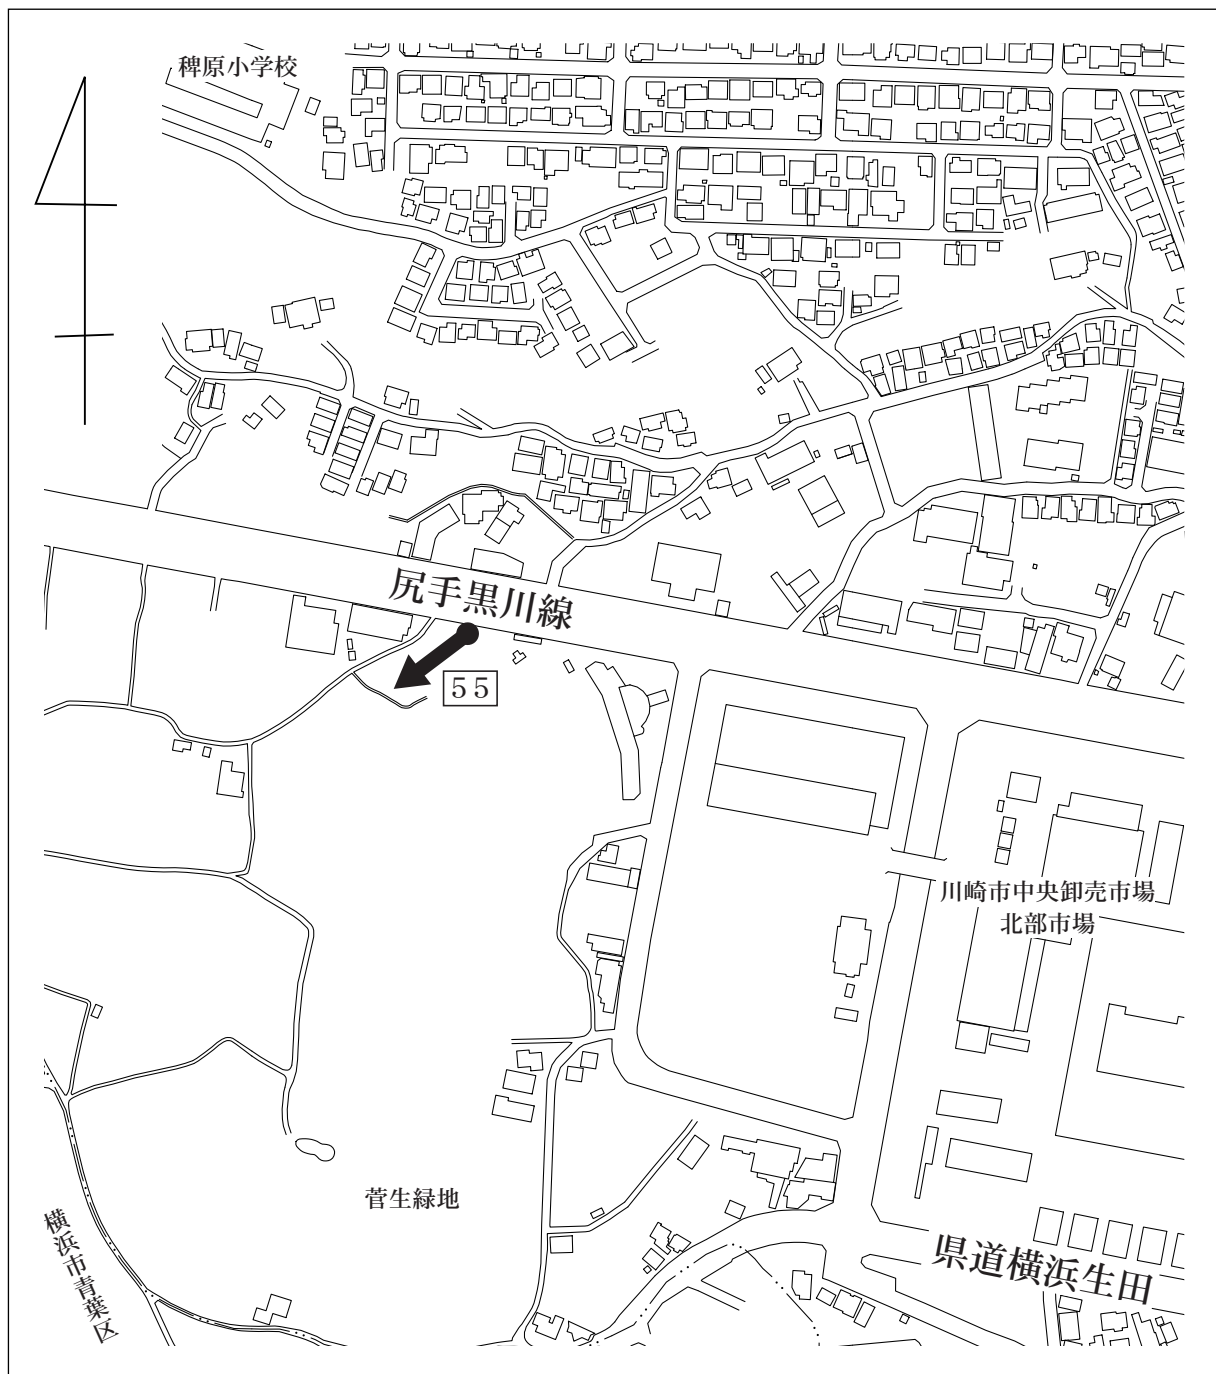 稗原小学校
尻手黒川線
55
川崎市中央卸売市場
北部市場
菅生緑地
横浜市青葉区
県道横浜生田